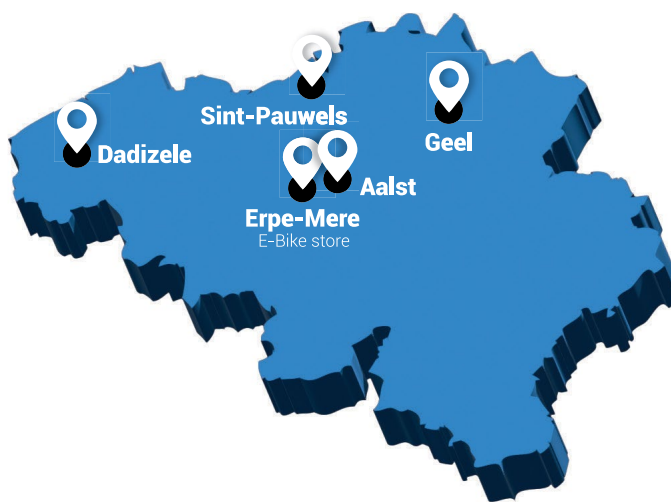 Sint-Pauwels
Geel
Dadizele
Aalst
Erpe-Mere
E-Bike store